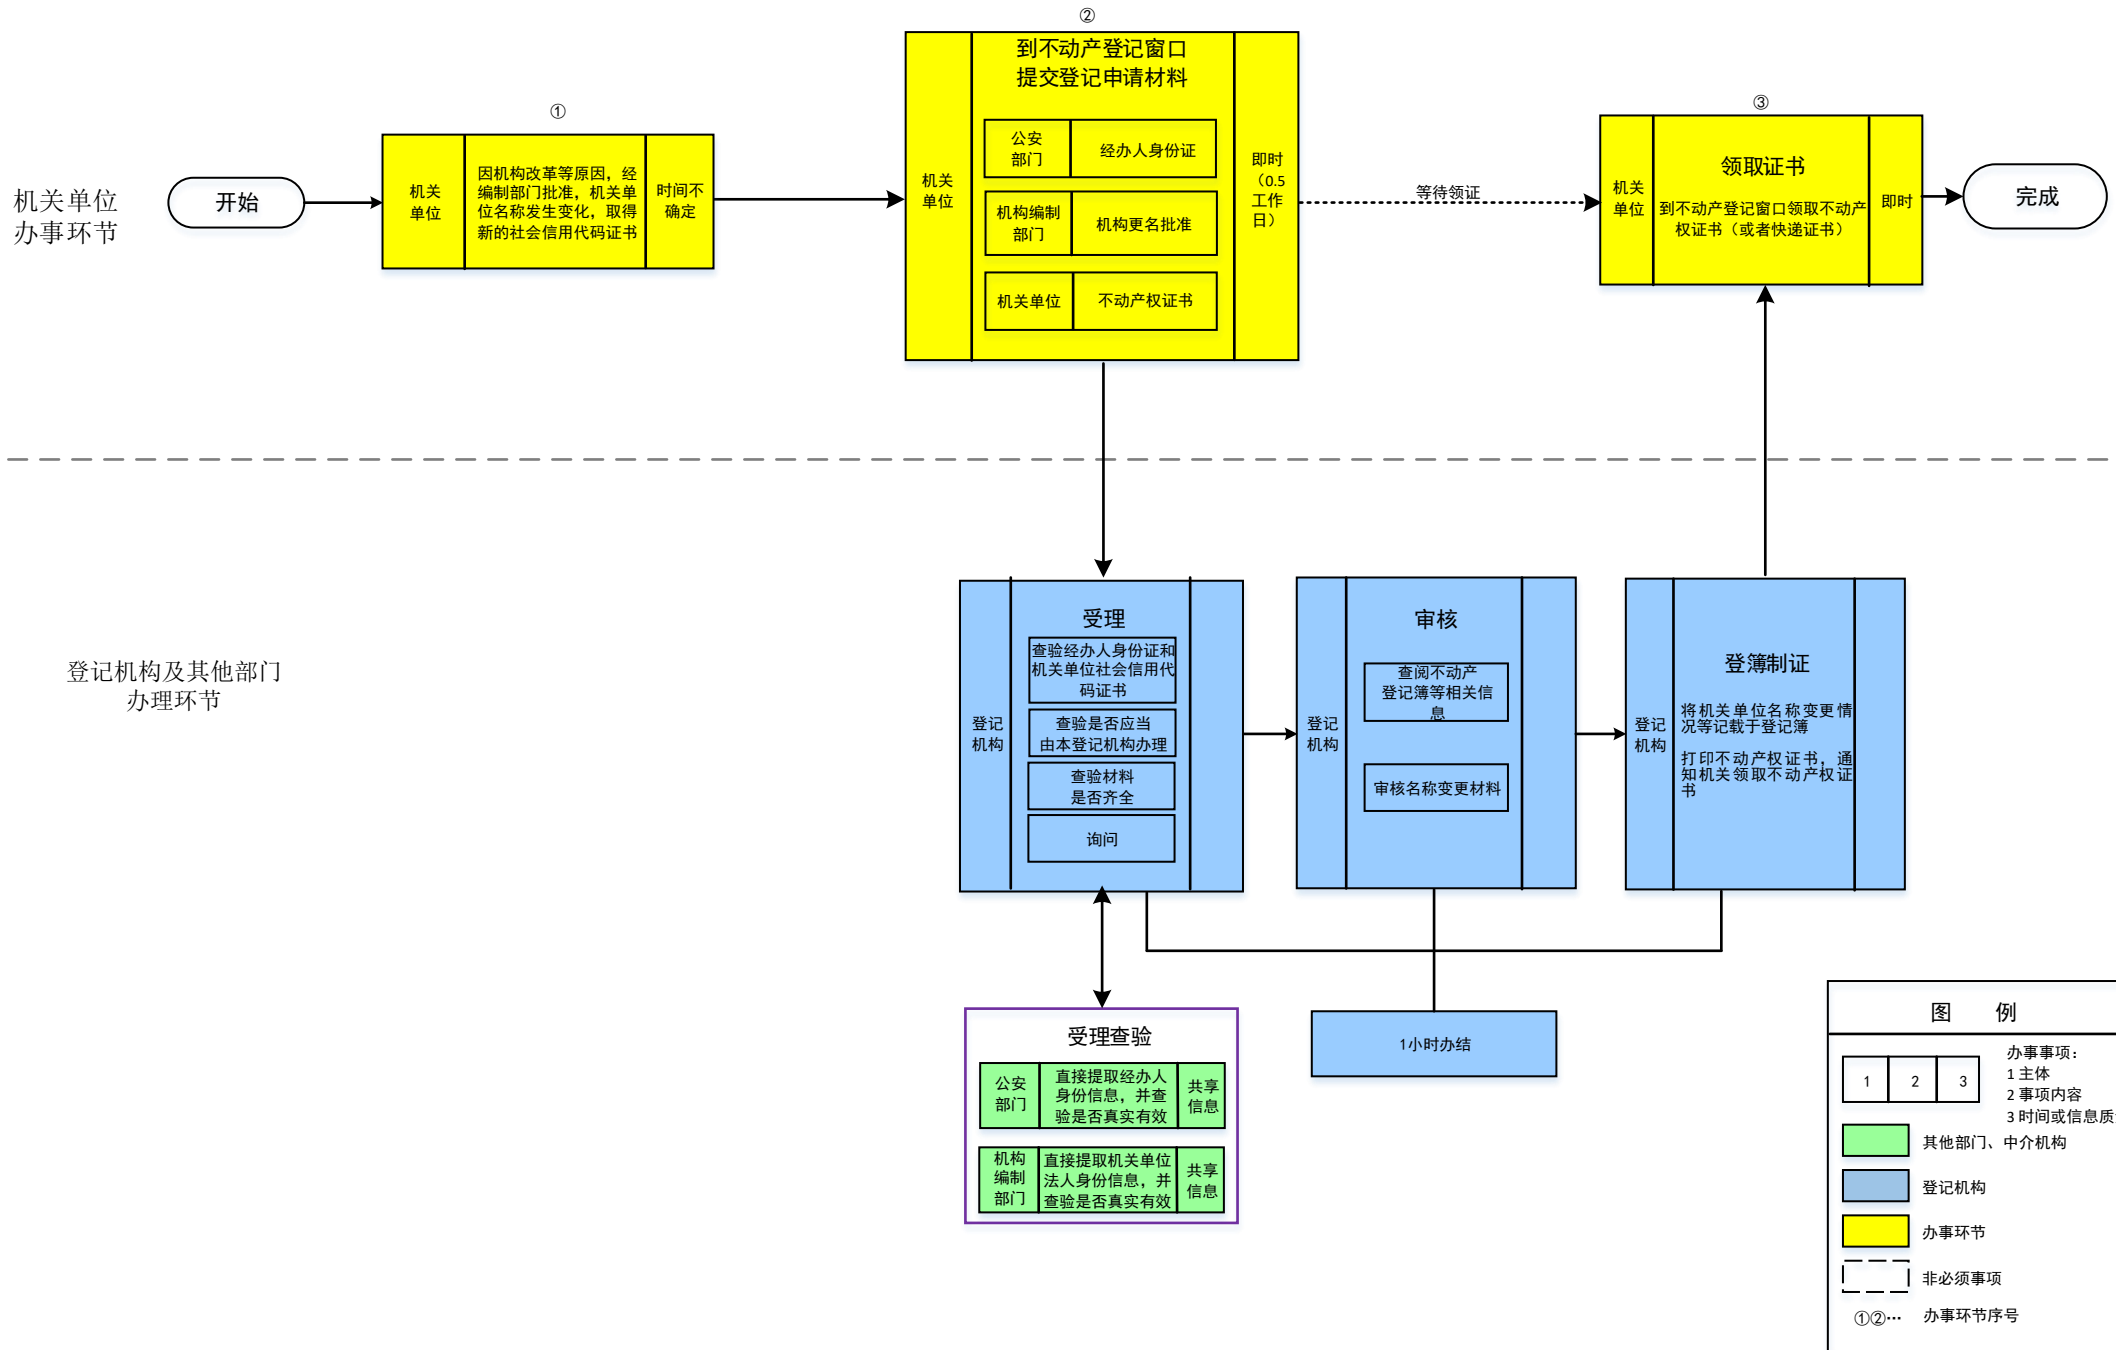 ②
到不动产登记窗口
提交登记申请材料
①
③
机关单位
办事环节
开始
机关
单位
因机构改革等原因，经
编制部门批准，机关单
位名称发生变化，取得
新的社会信用代码证书
时间不
确定
机关
单位
公安
部门
经办人身份证
机构编制
部门
机构更名批准
机关单位
不动产权证书
即时
（0.5
工作
日）
等待领证
机关
单位
领取证书
到不动产登记窗口领取不动产
权证书（或者快递证书）
即时
完成
登记机构及其他部门
办理环节
登记
机构
受理
查验经办人身份证和
机关单位社会信用代
码证书
查验是否应当
由本登记机构办理
查验材料
是否齐全
询问
登记
机构
审核
查阅不动产
登记簿等相关信
息
审核名称变更材料
登记
机构
登簿制证
将机关单位名称变更情
况等记载于登记簿
打印不动产权证书，通
知机关领取不动产权证
书
受理查验
公安
部门
直接提取经办人
身份信息，并查
验是否真实有效
共享
信息
机构
编制
部门
直接提取机关单位
法人身份信息，并
查验是否真实有效
共享
信息
1小时办结
图 例
1 2 3
办事事项：
1 主体
2 事项内容
3 时间或信息质
其他部门、中介机构
登记机构
办事环节
非必须事项
①②… 办事环节序号